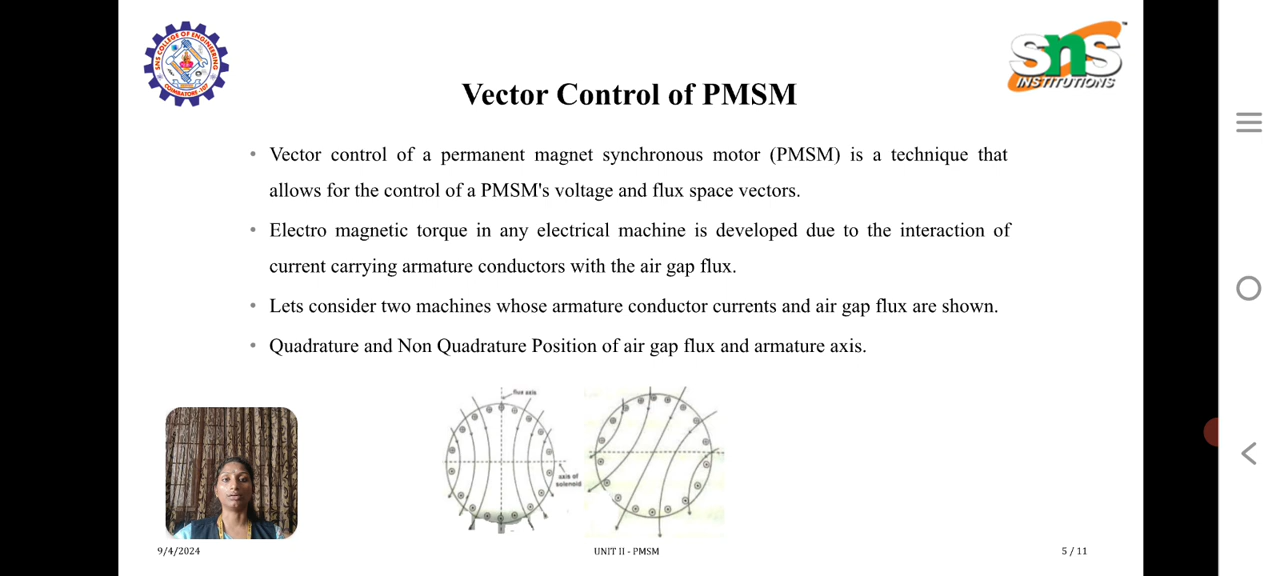 SNS COLLEGE OF ENGINEERING
COIMBATORE-107
sns
INSTITUTIONS
Vector Control of PMSM
• Vector control of a permanent magnet synchronous motor (PMSM) is a technique that
allows for the control of a PMSM's voltage and flux space vectors.
• Electro magnetic torque in any electrical machine is developed due to the interaction of
current carrying armature conductors with the air gap flux.
• Lets consider two machines whose armature conductor currents and air gap flux are shown.
• Quadrature and Non Quadrature Position of air gap flux and armature axis.
flux axis
axis of
solenoid
9/4/2024
UNIT II - PMSM
5 / 11